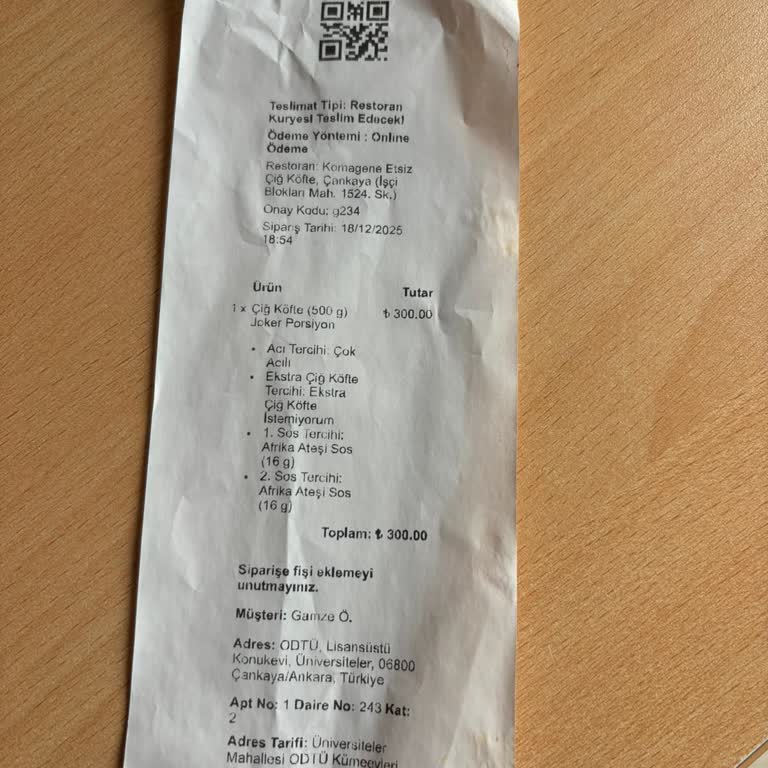 Teslimat Tipi: Restoran
Kuryesi Teslim Edecek!
Ödeme Yöntemi : Online
Ödeme
Restoran: Komagene Etsiz
Çiğ Köfte, Çankaya (İşçi
Blokları Mah. 1524. Sk.)
Onay Kodu: g234
Sipariş Tarihi: 18/12/2025
18:54
Ürün Tutar
1 x Çiğ Köfte (500 g) ₺ 300.00
Joker Porsiyon
• Acı Tercihi: Çok
Acılı
• Ekstra Çiğ Köfte
Tercihi: Ekstra
Çiğ Köfte
İstemiyorum
• 1. Sos Tercihi:
Afrika Ateşi Sos
(16 g)
• 2. Sos Tercihi:
Afrika Ateşi Sos
(16 g)
Toplam: ₺ 300.00
Siparişe fişi eklemeyi
unutmayınız.
Müşteri: Gamze Ö.
Adres: ODTÜ, Lisansüstü
Konukevi, Üniversiteler, 06800
Çankaya/Ankara, Türkiye
Apt No: 1 Daire No: 243 Kat:
2
Adres Tarifi: Üniversiteler
Mahallesi ODTÜ Kümeevleri